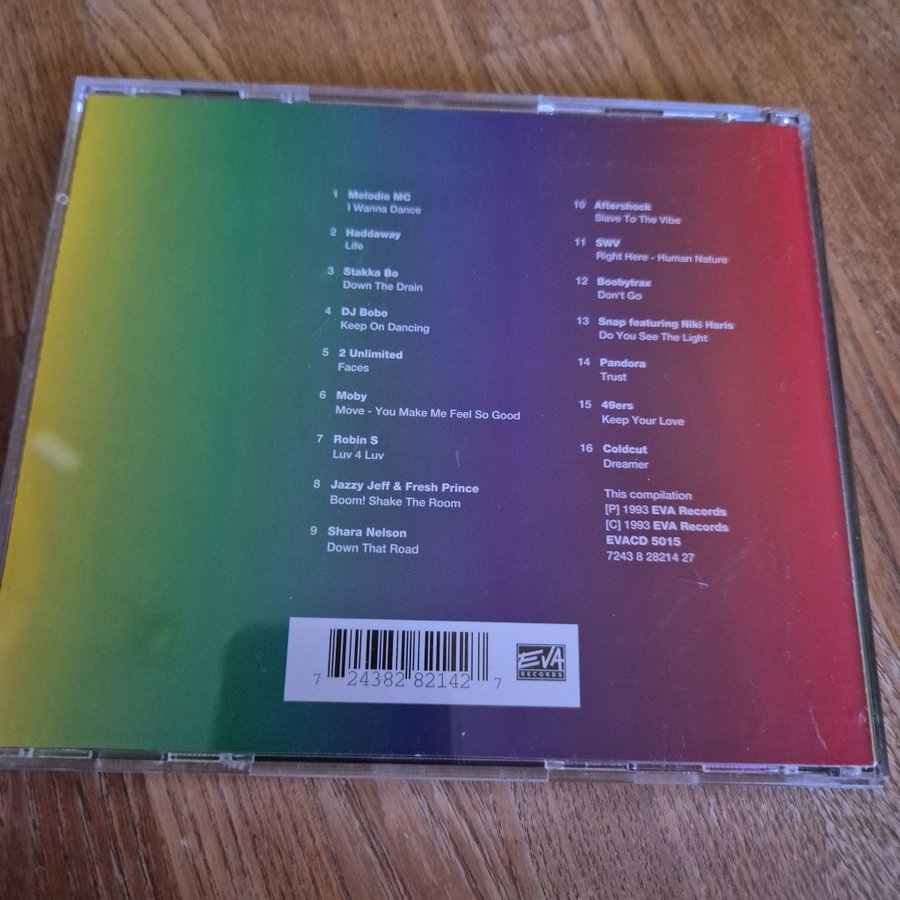 1 Melodie MC
I Wanna Dance
2 Haddaway
Life
3 Stakka Bo
Down The Drain
4 DJ Bobo
Keep On Dancing
5 2 Unlimited
Faces
6 Moby
Move - You Make Me Feel So Good
7 Robin S
Luv 4 Luv
8 Jazzy Jeff & Fresh Prince
Boom! Shake The Room
9 Shara Nelson
Down That Road
10 Aftershock
Slave To The Vibe
11 SWV
Right Here - Human Nature
12 Boobytrax
Don't Go
13 Snap featuring Niki Haris
Do You See The Light
14 Pandora
Trust
15 49ers
Keep Your Love
16 Coldcut
Dreamer
This compilation
[P] 1993 EVA Records
[C] 1993 EVA Records
EVACD 5015
7243 8 28214 27
7 24382 82142 7
EVA
RECORDS